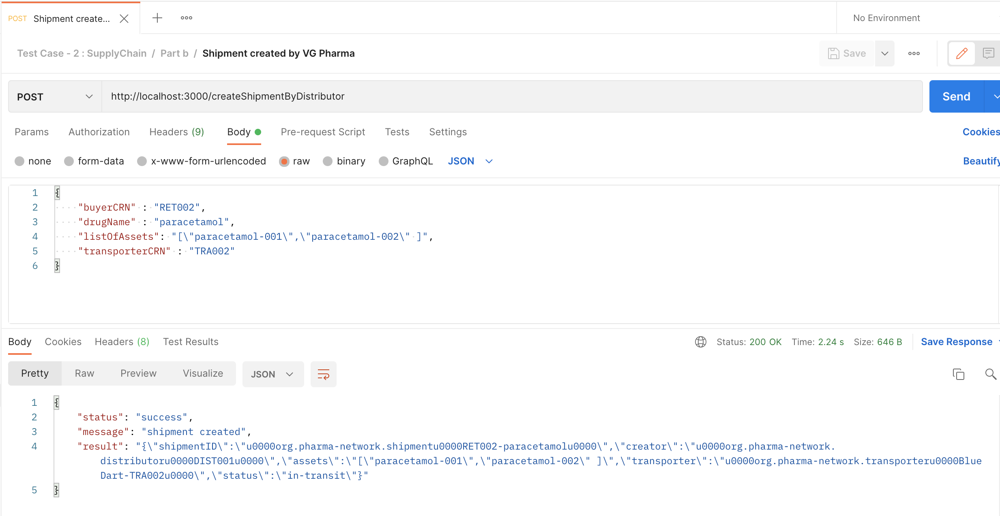 POST Shipment create... No Environment
Test Case - 2 : SupplyChain / Part b / Shipment created by VG Pharma Save
POST http://localhost:3000/createShipmentByDistributor Send
Params Authorization Headers (9) Body Pre-request Script Tests Settings Cookies
none form-data x-www-form-urlencoded raw binary GraphQL JSON Beautify
1 {
2 "buyerCRN" : "RET002",
3 "drugName" : "paracetamol",
4 "listOfAssets": "[\"paracetamol-001\",\"paracetamol-002\" ]",
5 "transporterCRN" : "TRA002"
6 }
Body Cookies Headers (8) Test Results Status: 200 OK Time: 2.24 s Size: 646 B Save Response
Pretty Raw Preview Visualize JSON
1 {
2 "status": "success",
3 "message": "shipment created",
4 "result": "{\"shipmentID\":\"u0000org.pharma-network.shipmentu0000RET002-paracetamolu0000\",\"creator\":\"u0000org.pharma-network.
distributoru0000DIST001u0000\",\"assets\":\"[\"paracetamol-001\",\"paracetamol-002\" ]\",\"transporter\":\"u0000org.pharma-network.transporteru0000Blue
Dart-TRA002u0000\",\"status\":\"in-transit\"}"
5 }